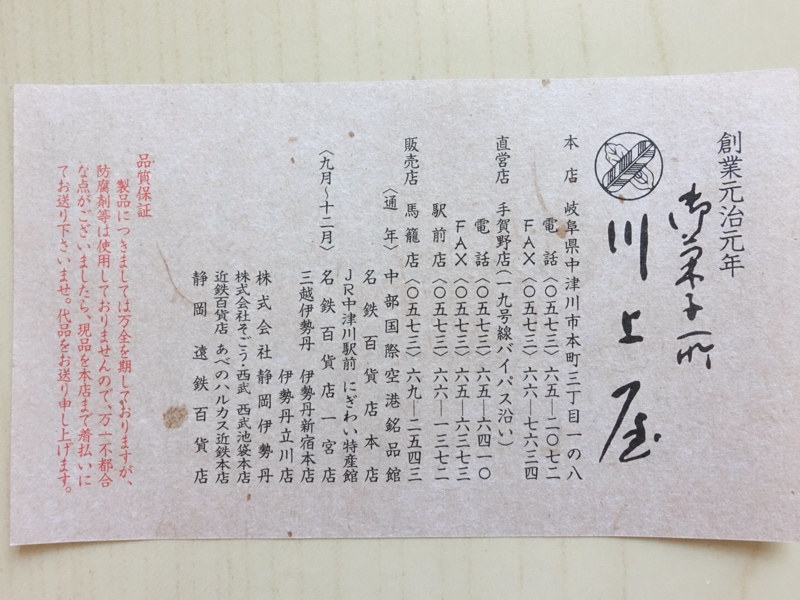 創業元治元年
御菓子所
川上屋
本店 岐阜県中津川市本町三丁目一の八
電話〈〇五七三〉六五―二〇七二
FAX〈〇五七三〉六六―七六三四
直営店 手賀野店(一九号線バイパス沿い)
電話〈〇五七三〉六五―六四一〇
FAX〈〇五七三〉六五―六三七三
駅前店〈〇五七三〉六六―一三七二
販売店 馬籠店〈〇五七三〉六九―二五四三
〈通年〉中部国際空港銘品館
名鉄百貨店本店
JR中津川駅前 にぎわい特産館
〈九月～十二月〉名鉄百貨店一宮店
三越伊勢丹 伊勢丹新宿本店
伊勢丹立川店
株式会社静岡伊勢丹
株式会社そごう・西武 西武池袋本店
近鉄百貨店 あべのハルカス近鉄本店
静岡遠鉄百貨店
品質保証
製品につきましては万全を期しておりますが、
防腐剤等は使用しておりませんので、万一不都合
な点がございましたら、現品を本店まで着払いに
てお送り下さいませ。代品をお送り申し上げます。